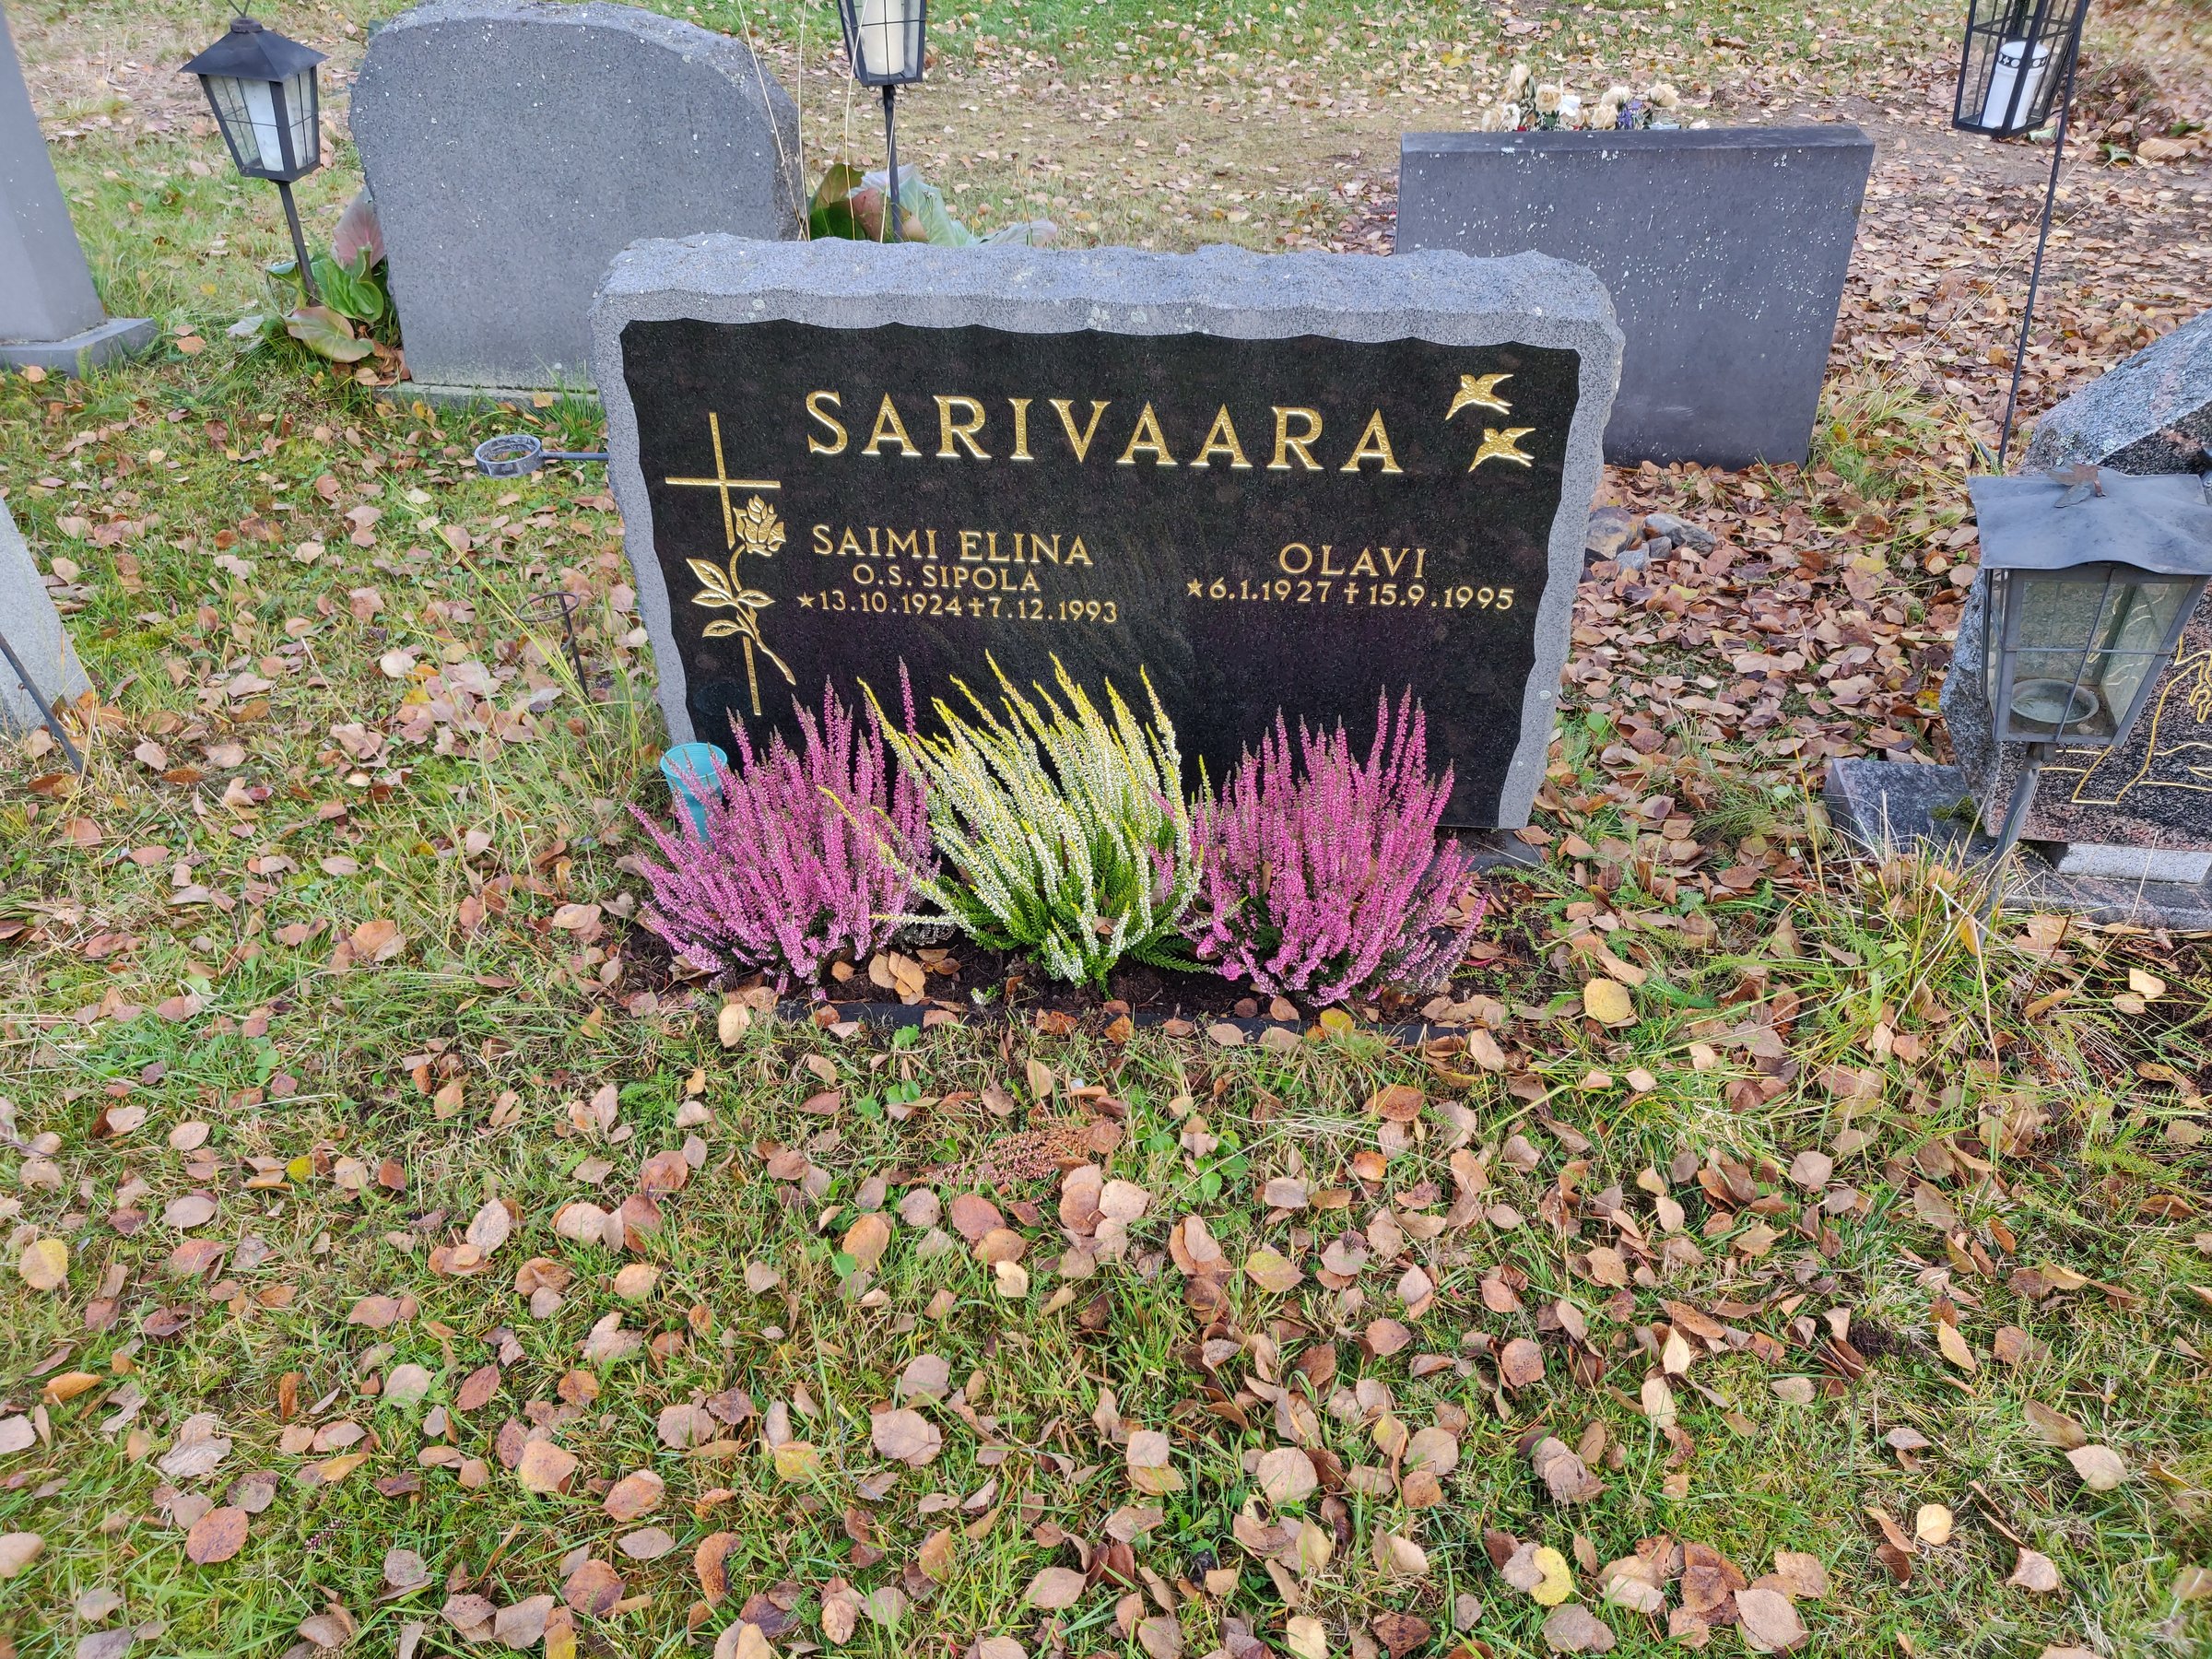 SARIVAARA
SAIMI ELINA
O.S. SIPOLA
★13.10.1924✝7.12.1993
OLAVI
★6.1.1927 ✝15.9.1995